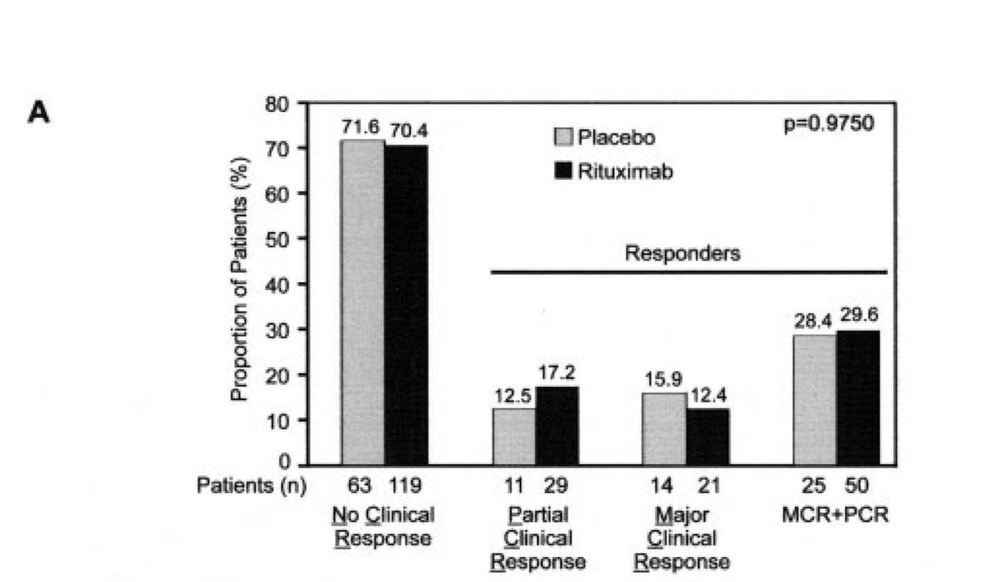 A
80
70
60
50
40
30
20
10
0
Proportion of Patients (%)
71.6 70.4
12.5 17.2
15.9 12.4
28.4 29.6
Placebo
Rituximab
p=0.9750
Responders
Patients (n) 63 119 11 29 14 21 25 50
No Clinical
Response
Partial
Clinical
Response
Major
Clinical
Response
MCR+PCR